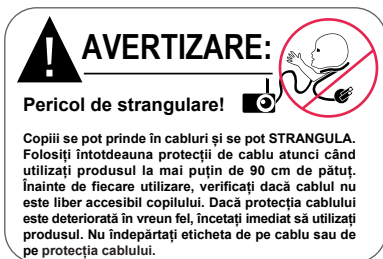 AVERTIZARE:
Pericol de strangulare!
Copiii se pot prinde în cabluri și se pot STRANGULA.
Folosiți întotdeauna protecții de cablu atunci când
utilizați produsul la mai puțin de 90 cm de pătuț.
Înainte de fiecare utilizare, verificați dacă cablul nu
este liber accesibil copilului. Dacă protecția cablului
este deteriorată în vreun fel, încetați imediat să utilizați
produsul. Nu îndepărtați eticheta de pe cablu sau de
pe protecția cablului.